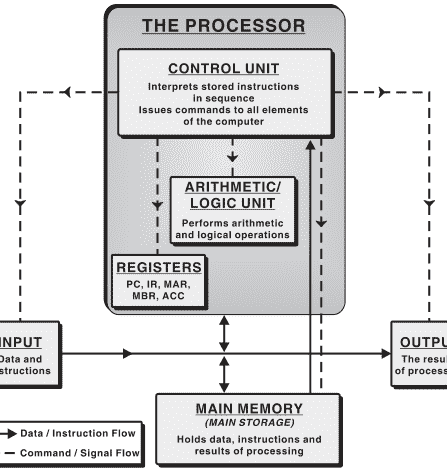 THE PROCESSOR
CONTROL UNIT
Interprets stored instructions
in sequence
Issues commands to all elements
of the computer
ARITHMETIC/
LOGIC UNIT
Performs arithmetic
and logical operations
REGISTERS
PC, IR, MAR,
MBR, ACC
INPUT
Data and
structions
OUTPU
The resu
of process
MAIN MEMORY
(MAIN STORAGE)
Holds data, instructions and
results of processing
Data / Instruction Flow
Command / Signal Flow